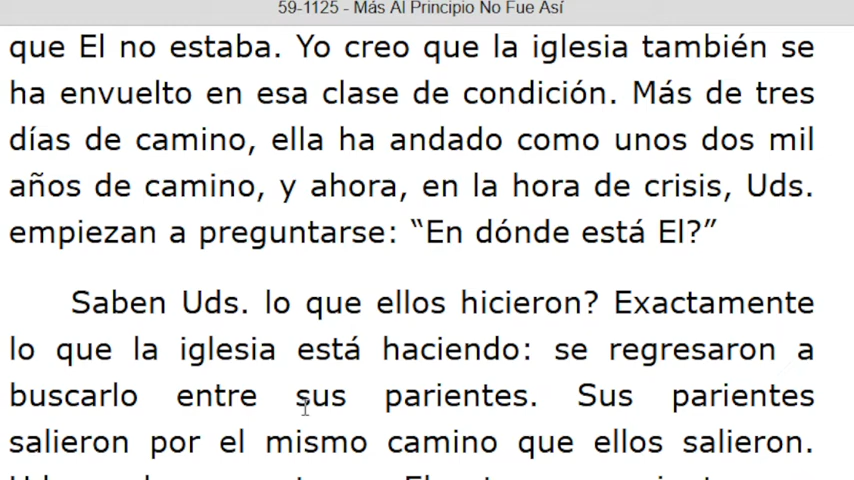 59-1125 - Más Al Principio No Fue Así
que El no estaba. Yo creo que la iglesia también se
ha envuelto en esa clase de condición. Más de tres
días de camino, ella ha andado como unos dos mil
años de camino, y ahora, en la hora de crisis, Uds.
empiezan a preguntarse: “En dónde está El?”
Saben Uds. lo que ellos hicieron? Exactamente
lo que la iglesia está haciendo: se regresaron a
buscarlo entre sus parientes. Sus parientes
salieron por el mismo camino que ellos salieron.